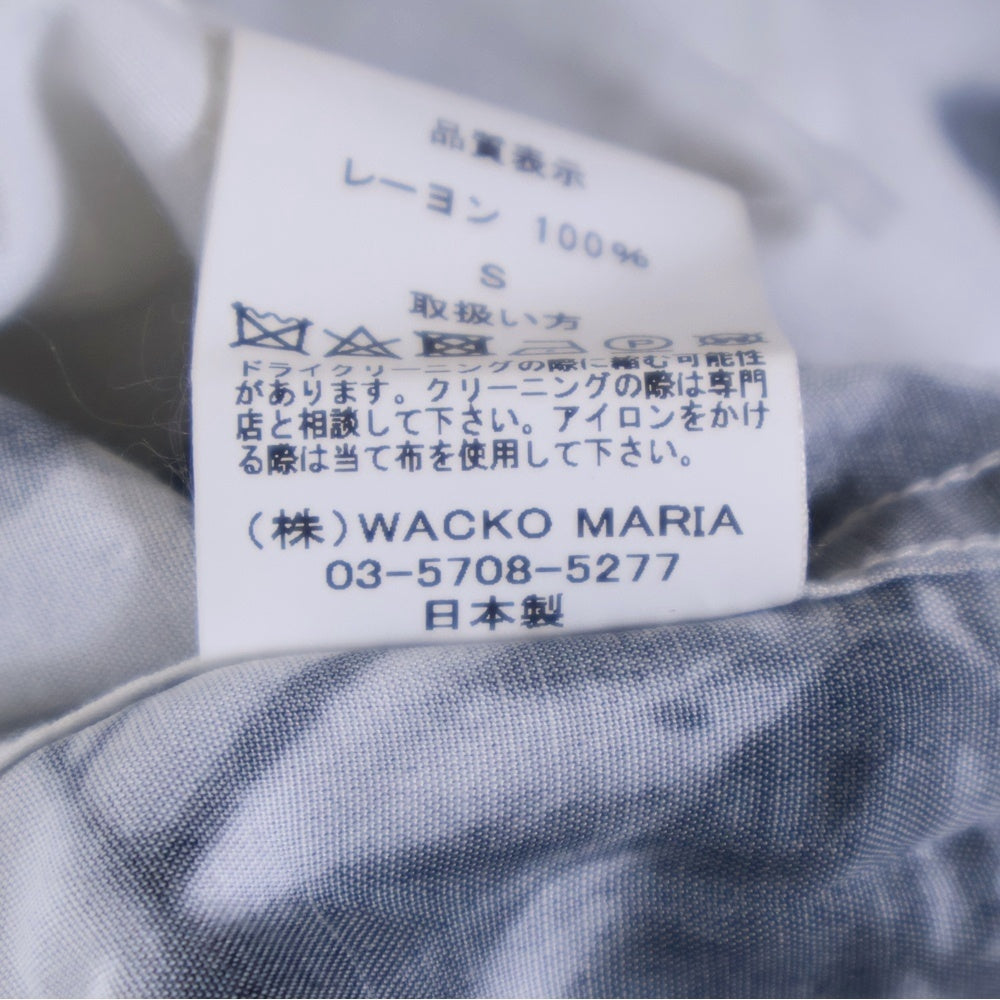 品質表示
レーヨン 100%
S
取扱い方
P
ドライクリーニングの際に縮む可能性
があります。クリーニングの際は専門
店と相談して下さい。アイロンをかけ
る際は当て布を使用して下さい。
(株)WACKO MARIA
03-5708-5277
日本製